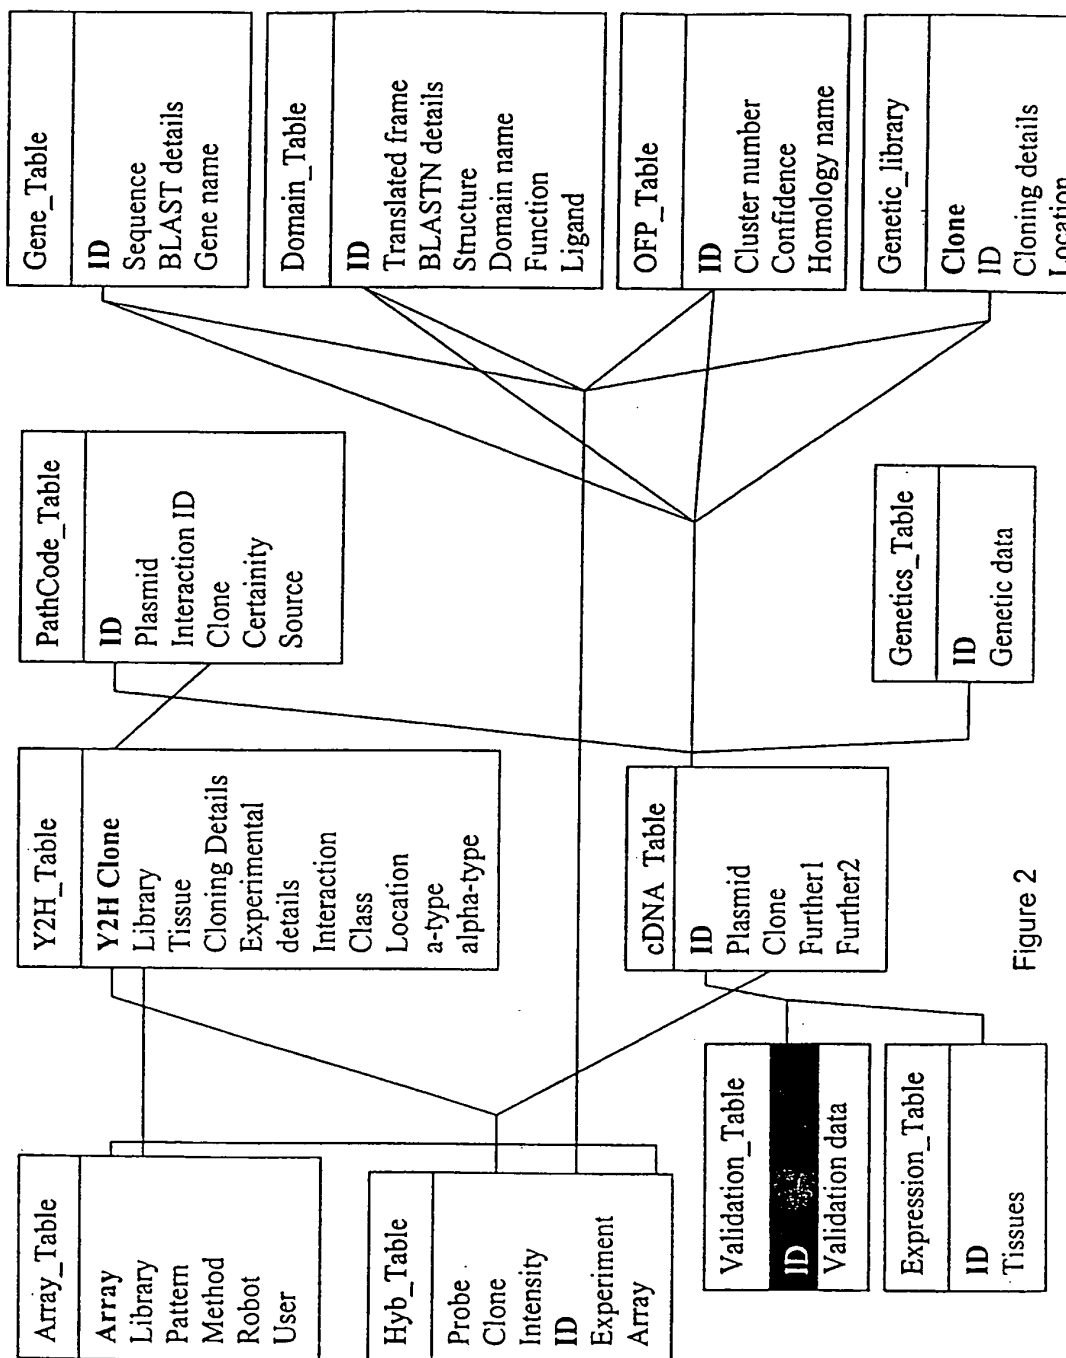 Array_Table
Array
Library
Pattern
Method
Robot
User
Hyb_Table
Probe
Clone
Intensity
ID
Experiment
Array
Validation_Table
ID
Validation data
Expression_Table
ID
Tissues
Y2H_Table
Y2H Clone
Library
Tissue
Cloning Details
Experimental
details
Interaction
Class
Location
a-type
alpha-type
cDNA_Table
ID
Plasmid
Clone
Further1
Further2
PathCode_Table
ID
Plasmid
Interaction ID
Clone
Certainity
Source
Genetics_Table
ID
Genetic data
Gene_Table
ID
Sequence
BLAST details
Gene name
Domain_Table
ID
Translated frame
BLASTN details
Structure
Domain name
Function
Ligand
OFP_Table
ID
Cluster number
Confidence
Homology name
Genetic_library
Clone
ID
Cloning details
Location
Figure 2